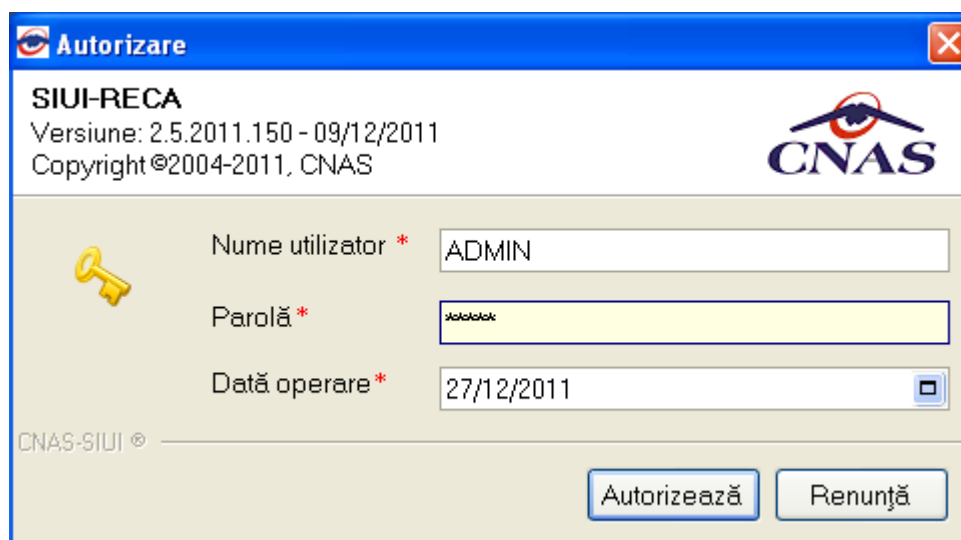 Autorizare
SIUI-RECA
Versiune: 2.5.2011.150 - 09/12/2011
Copyright ©2004-2011, CNAS
CNAS
Nume utilizator *
ADMIN
Parolă *
*****
Dată operare *
27/12/2011
CNAS-SIUI ®
Autorizează
Renunţă